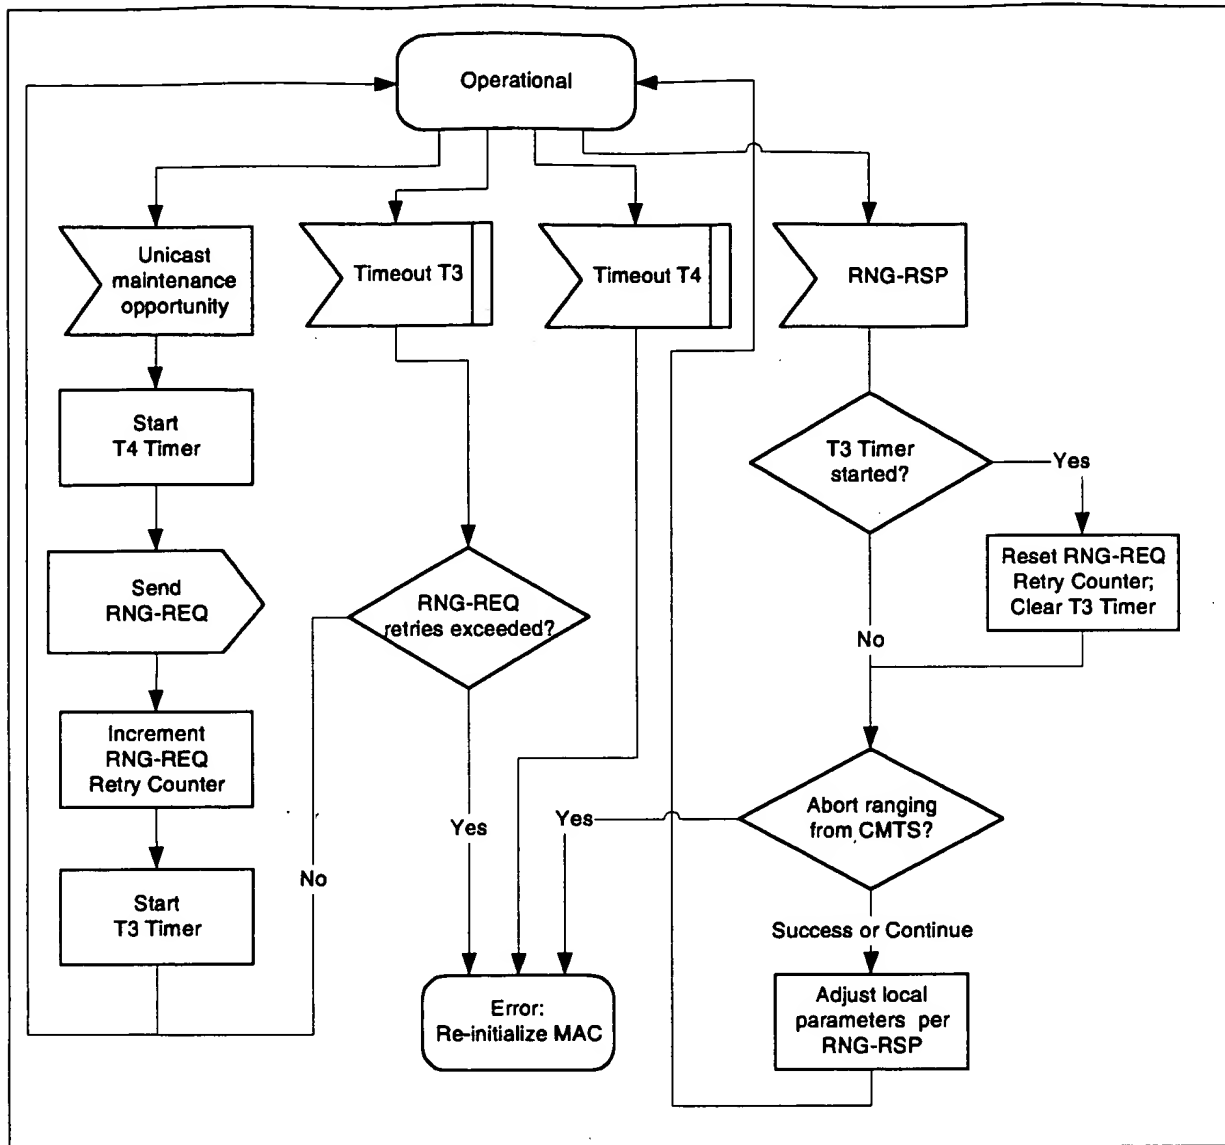 Operational
Unicast
maintenance
opportunity
Timeout T3
Timeout T4
RNG-RSP
Start
T4 Timer
T3 Timer
started?
Yes
Send
RNG-REQ
RNG-REQ
retries exceeded?
Reset RNG-REQ
Retry Counter;
Clear T3 Timer
No
Increment
RNG-REQ
Retry Counter
Yes
Yes
Abort ranging
from CMTS?
Start
T3 Timer
No
Success or Continue
Error:
Re-initialize MAC
Adjust local
parameters per
RNG-RSP